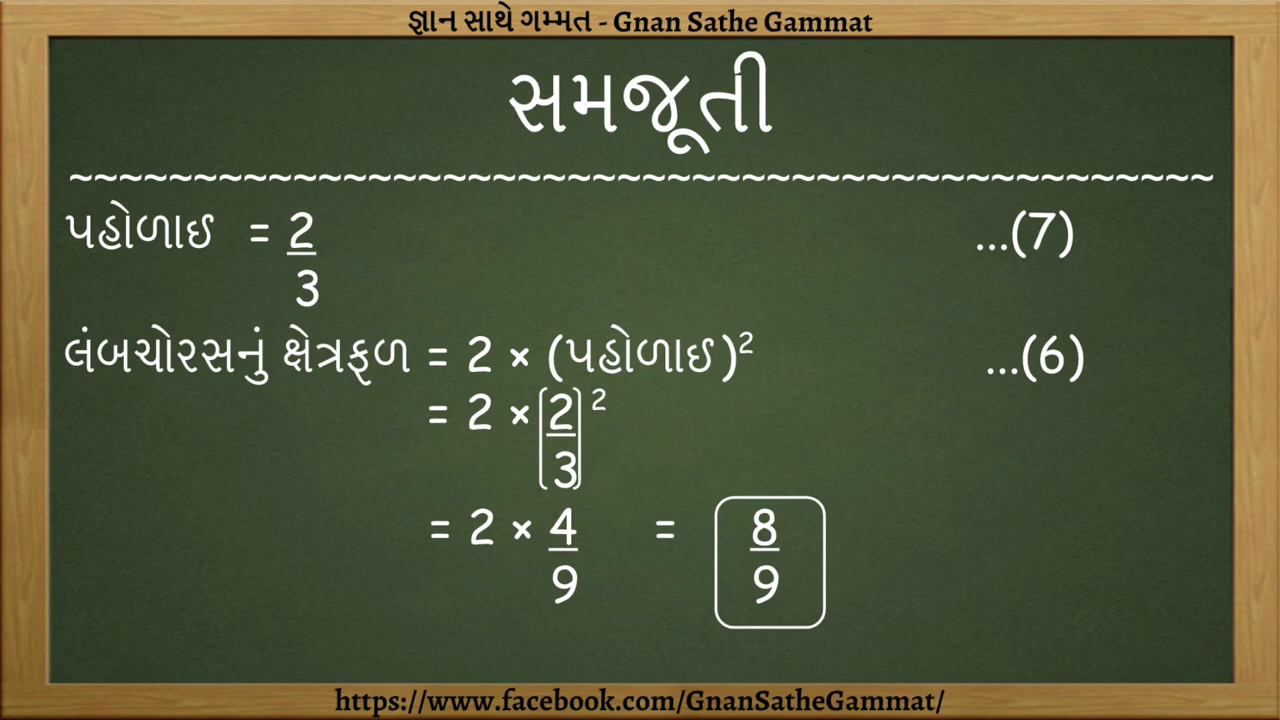 જ્ઞાન સાથે ગમ્મત - Gnan Sathe Gammat
સમજૂતી
~~~~~~~~~~~~~~~~~~~~~~~~~~~~~~~~~~~~~~~~~~~~~~
પહોળાઈ = 2 ...(7)
3
લંબચોરસનું ક્ષેત્રફળ = 2 × (પહોળાઈ)² ...(6)
= 2 × (2)²
3
= 2 × 4 = 8
9 9
https://www.facebook.com/GnanSatheGammat/